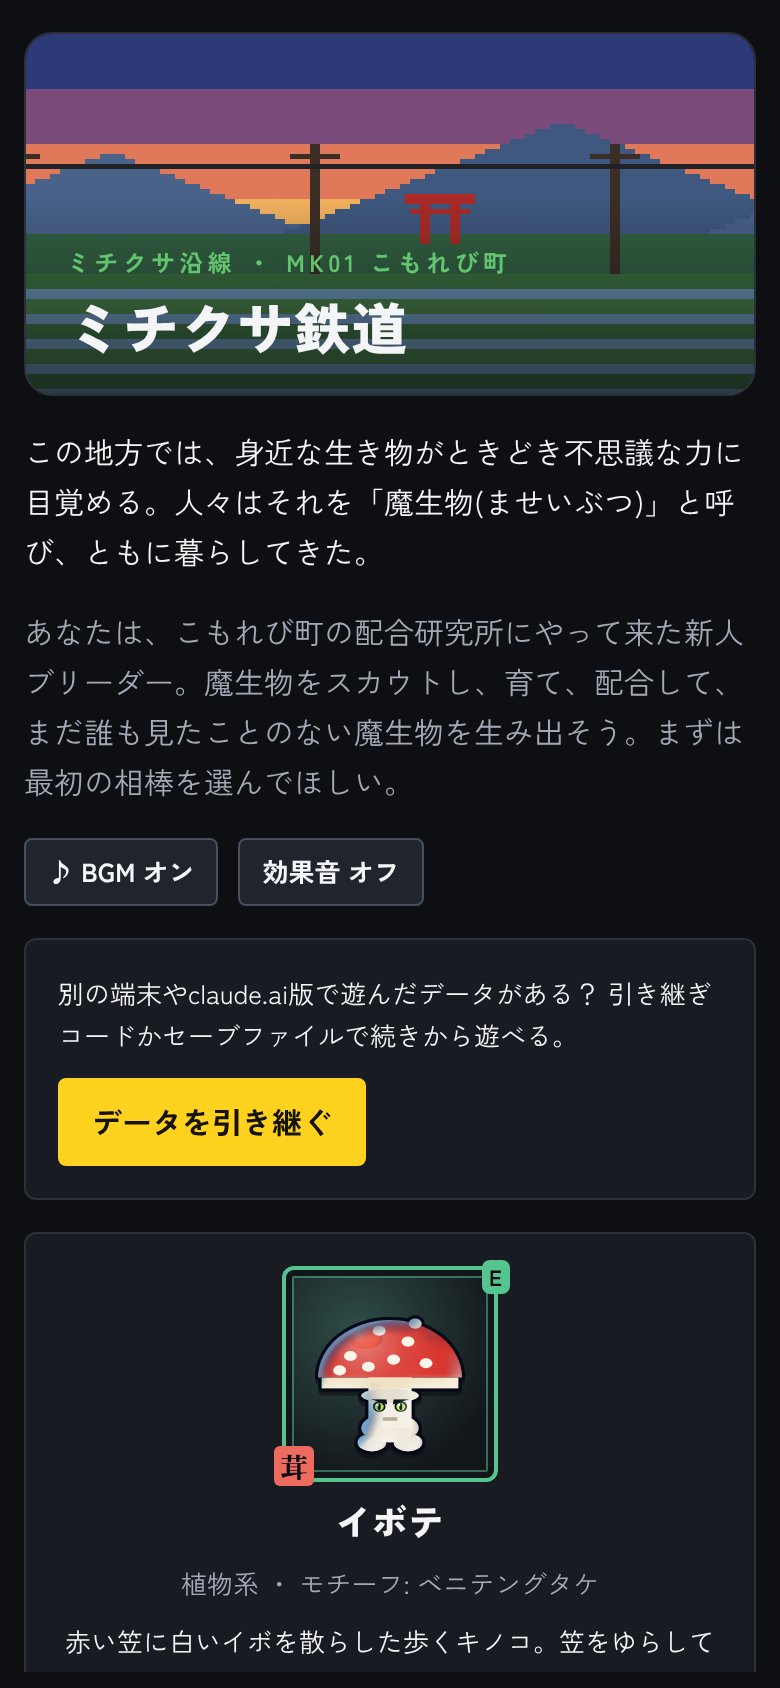 ミチクサ沿線 ・ MK01 こもれび町
ミチクサ鉄道
この地方では、身近な生き物がときどき不思議な力に
目覚める。人々はそれを「魔生物(ませいぶつ)」と呼
び、ともに暮らしてきた。
あなたは、こもれび町の配合研究所にやって来た新人
ブリーダー。魔生物をスカウトし、育て、配合して、
まだ誰も見たことのない魔生物を生み出そう。まずは
最初の相棒を選んでほしい。
♪ BGM オン
効果音 オフ
別の端末やclaude.ai版で遊んだデータがある？ 引き継ぎ
コードかセーブファイルで続きから遊べる。
データを引き継ぐ
E
茸
イボテ
植物系 ・ モチーフ: ベニテングタケ
赤い笠に白いイボを散らした歩くキノコ。笠をゆらして